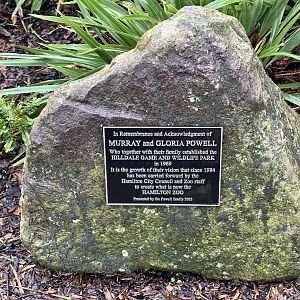 In Remembrance and Acknowledgment of
MURRAY and GLORIA POWELL
Who together with their family established the
HILLDALE GAME AND WILDLIFE PARK
in 1969
It is the growth of their vision that since 1984
has been carried forward by the
Hamilton City Council and Zoo staff
to create what is now the
HAMILTON ZOO
Presented by the Powell family 2012